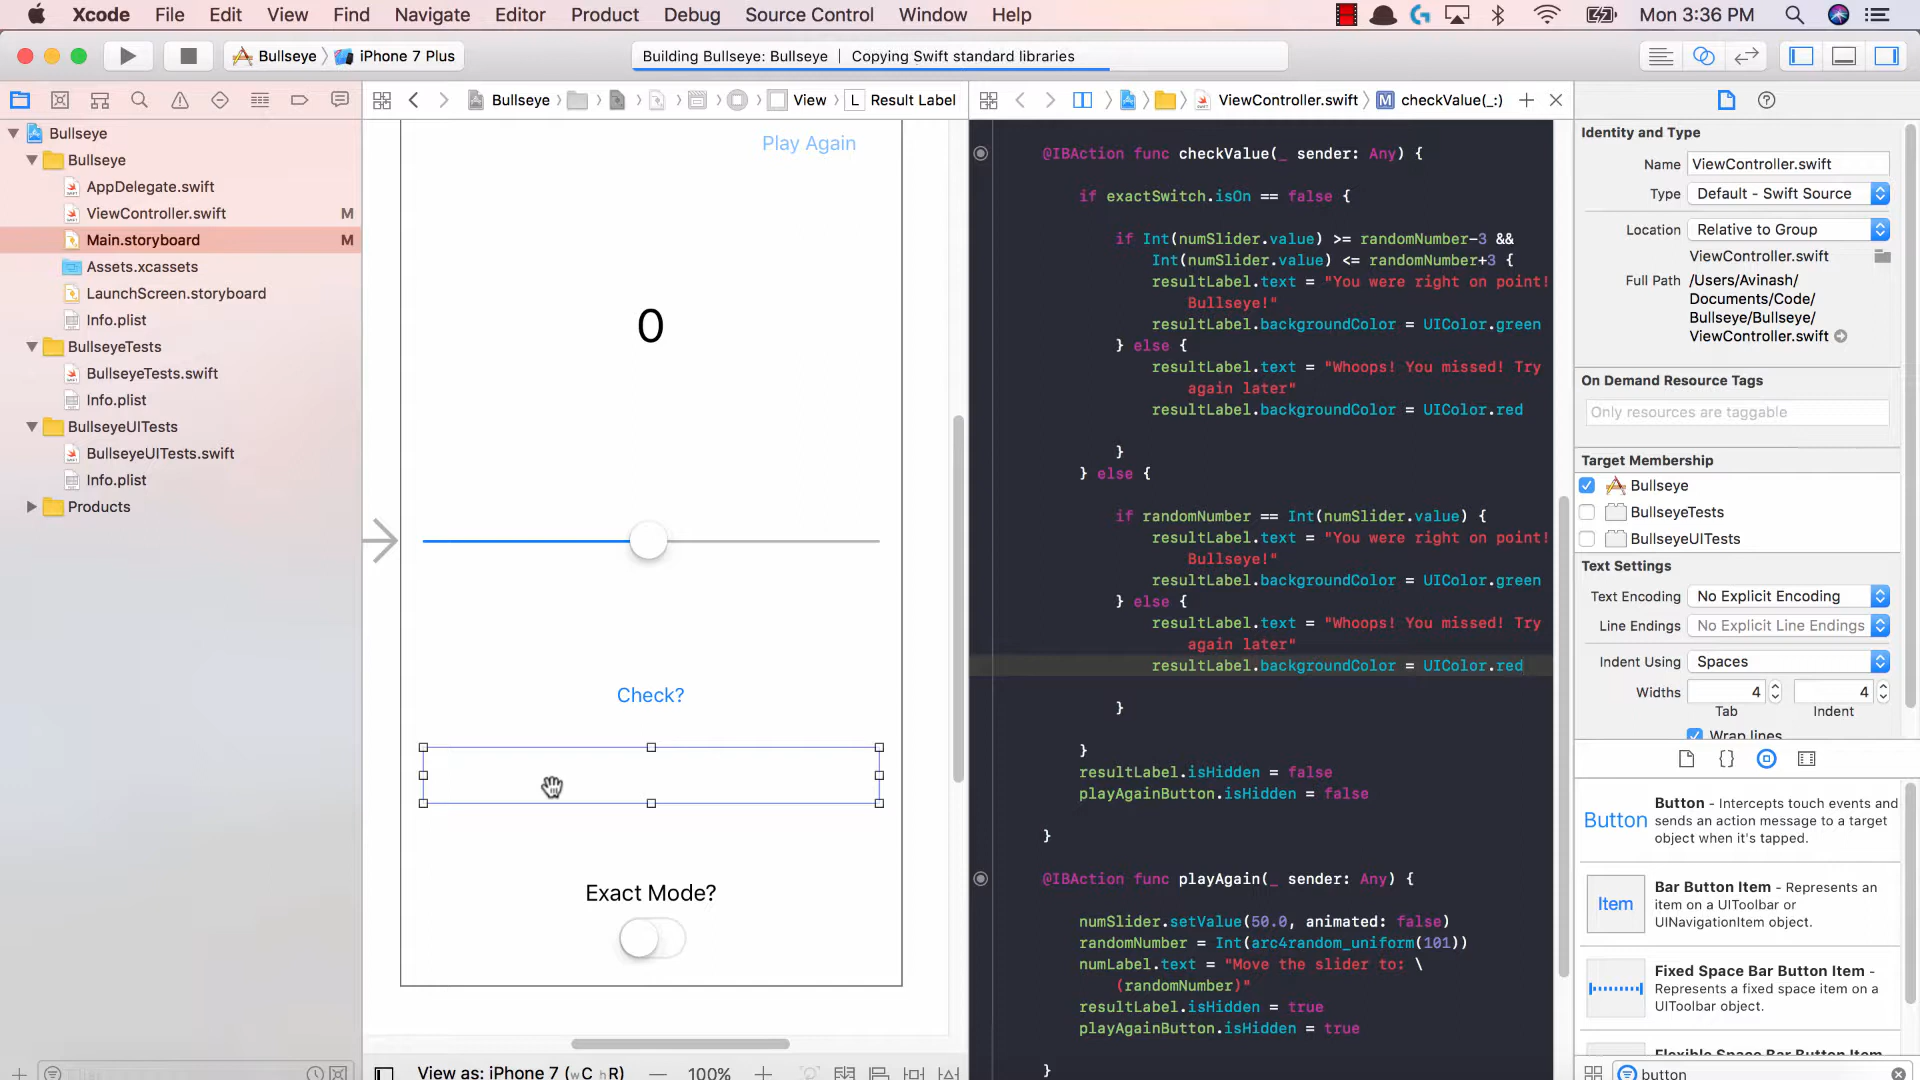 Xcode File Edit View Find Navigate Editor Product Debug Source Control Window Help Mon 3:36 PM
Bullseye iPhone 7 Plus
Building Bullseye: Bullseye | Copying Swift standard libraries
Bullseye View L Result Label
ViewController.swift M checkValue(_:)
Bullseye
Bullseye
AppDelegate.swift
ViewController.swift M
Main.storyboard M
Assets.xcassets
LaunchScreen.storyboard
Info.plist
BullseyeTests
BullseyeTests.swift
Info.plist
BullseyeUITests
BullseyeUITests.swift
Info.plist
Products
Play Again
0
Check?
Exact Mode?
View as: iPhone 7 (wC hR) — 100% +
@IBAction func checkValue(_ sender: Any) {
if exactSwitch.isOn == false {
if Int(numSlider.value) >= randomNumber-3 &&
Int(numSlider.value) <= randomNumber+3 {
resultLabel.text = "You were right on point!
Bullseye!"
resultLabel.backgroundColor = UIColor.green
} else {
resultLabel.text = "Whoops! You missed! Try
again later"
resultLabel.backgroundColor = UIColor.red
}
} else {
if randomNumber == Int(numSlider.value) {
resultLabel.text = "You were right on point!
Bullseye!"
resultLabel.backgroundColor = UIColor.green
} else {
resultLabel.text = "Whoops! You missed! Try
again later"
resultLabel.backgroundColor = UIColor.red
}
}
resultLabel.isHidden = false
playAgainButton.isHidden = false
}
@IBAction func playAgain(_ sender: Any) {
numSlider.setValue(50.0, animated: false)
randomNumber = Int(arc4random_uniform(101))
numLabel.text = "Move the slider to: \
(randomNumber)"
resultLabel.isHidden = true
playAgainButton.isHidden = true
}
Identity and Type
Name ViewController.swift
Type Default - Swift Source
Location Relative to Group
ViewController.swift
Full Path /Users/Avinash/
Documents/Code/
Bullseye/Bullseye/
ViewController.swift
On Demand Resource Tags
Only resources are taggable
Target Membership
Bullseye
BullseyeTests
BullseyeUITests
Text Settings
Text Encoding No Explicit Encoding
Line Endings No Explicit Line Endings
Indent Using Spaces
Widths 4 4
Tab Indent
Wrap lines
Button
Button - Intercepts touch events and
sends an action message to a target
object when it's tapped.
Item
Bar Button Item - Represents an
item on a UIToolbar or
UINavigationItem object.
Fixed Space Bar Button Item -
Represents a fixed space item on a
UIToolbar object.
Flexible Space Bar Button Item
button